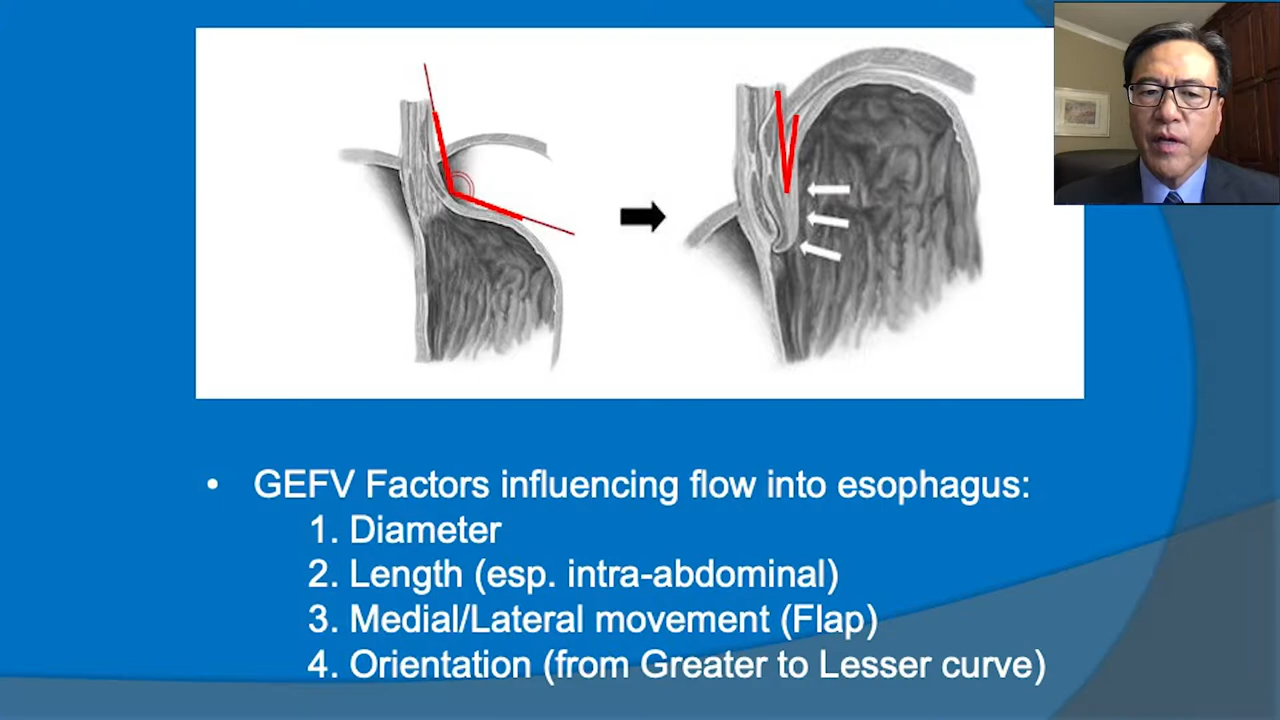 • GEFV Factors influencing flow into esophagus:
1. Diameter
2. Length (esp. intra-abdominal)
3. Medial/Lateral movement (Flap)
4. Orientation (from Greater to Lesser curve)